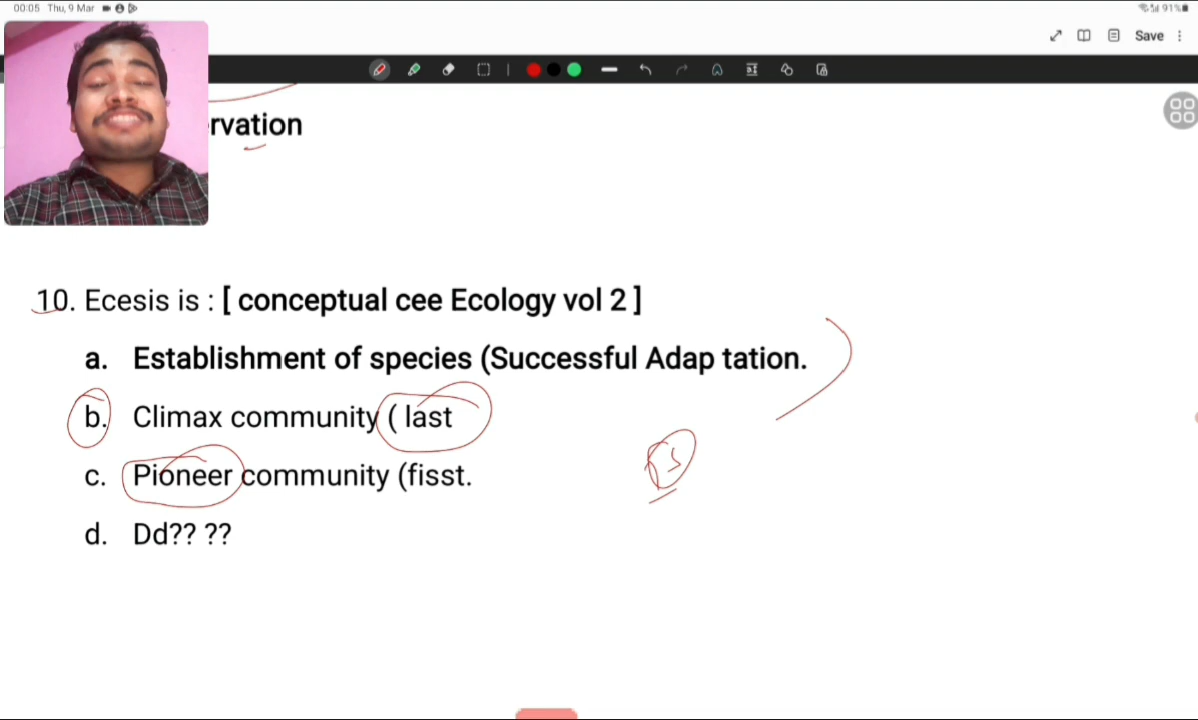 00:05 Thu, 9 Mar
91%
Save
rvation
10. Ecesis is : [ conceptual cee Ecology vol 2 ]
a. Establishment of species (Successful Adap tation.
b. Climax community ( last
c. Pioneer community (fisst.
d. Dd?? ??